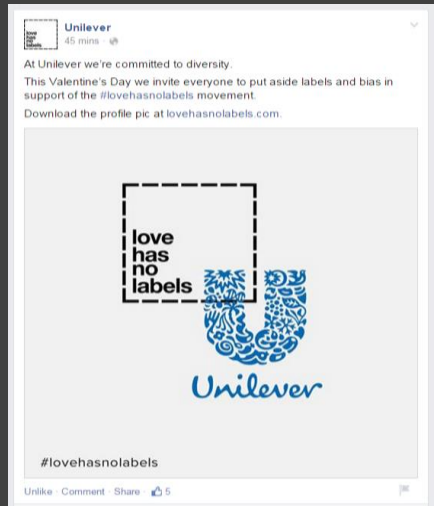 Unilever
45 mins
At Unilever we're committed to diversity.
This Valentine's Day we invite everyone to put aside labels and bias in
support of the #lovehasnolabels movement.
Download the profile pic at lovehasnolabels.com.
love
has
no
labels
Unilever
#lovehasnolabels
Unlike · Comment · Share 5